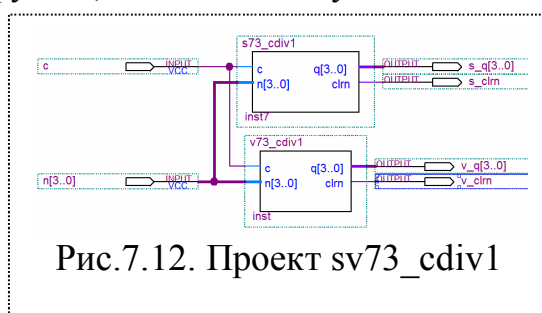 s73_cdiv1
c INPUT VCC c q[3..0] OUTPUT s_q[3..0]
n[3..0] clrn OUTPUT s_clrn
inst7
v73_cdiv1
c q[3..0] OUTPUT v_q[3..0]
n[3..0] INPUT VCC n[3..0] clrn OUTPUT v_clrn
inst
Рис.7.12. Проект sv73_cdiv1